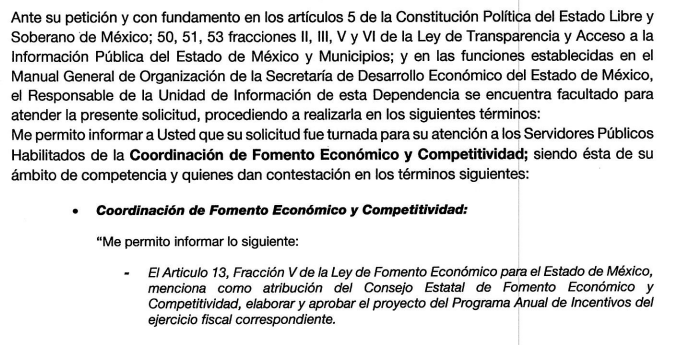 Ante su petición y con fundamento en los artículos 5 de la Constitución Política del Estado Libre y
Soberano de México; 50, 51, 53 fracciones II, III, V y VI de la Ley de Transparencia y Acceso a la
Información Pública del Estado de México y Municipios; y en las funciones establecidas en el
Manual General de Organización de la Secretaría de Desarrollo Económico del Estado de México,
el Responsable de la Unidad de Información de esta Dependencia se encuentra facultado para
atender la presente solicitud, procediendo a realizarla en los siguientes términos:
Me permito informar a Usted que su solicitud fue turnada para su atención a los Servidores Públicos
Habilitados de la Coordinación de Fomento Económico y Competitividad; siendo ésta de su
ámbito de competencia y quienes dan contestación en los términos siguientes:
• Coordinación de Fomento Económico y Competitividad:
“Me permito informar lo siguiente:
- El Articulo 13, Fracción V de la Ley de Fomento Económico para el Estado de México,
menciona como atribución del Consejo Estatal de Fomento Económico y
Competitividad, elaborar y aprobar el proyecto del Programa Anual de Incentivos del
ejercicio fiscal correspondiente.